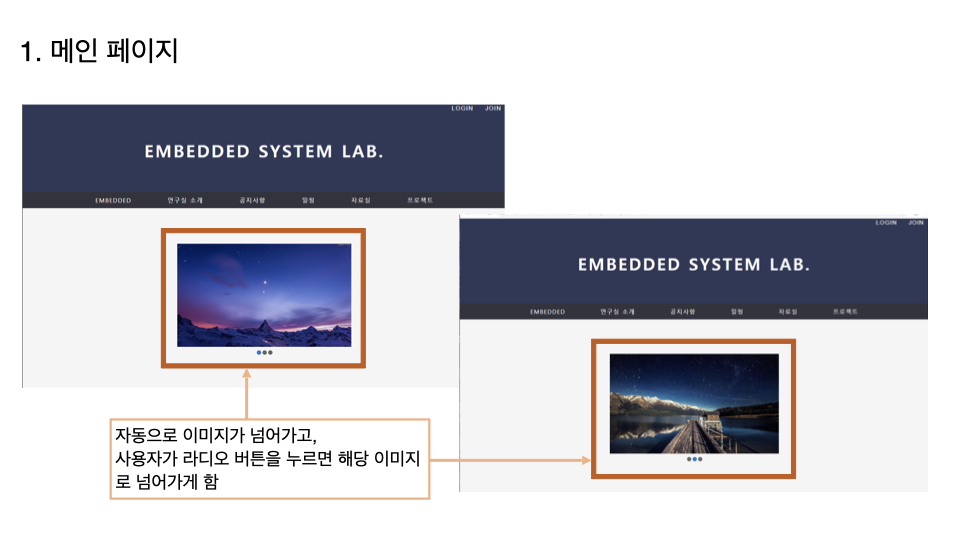 1. 메인 페이지
LOGIN JOIN
EMBEDDED SYSTEM LAB.
EMBEDDED 연구실 소개 공지사항 일정 자료실 프로젝트
LOGIN JOIN
EMBEDDED SYSTEM LAB.
EMBEDDED 연구실 소개 공지사항 일정 자료실 프로젝트
자동으로 이미지가 넘어가고,
사용자가 라디오 버튼을 누르면 해당 이미지
로 넘어가게 함